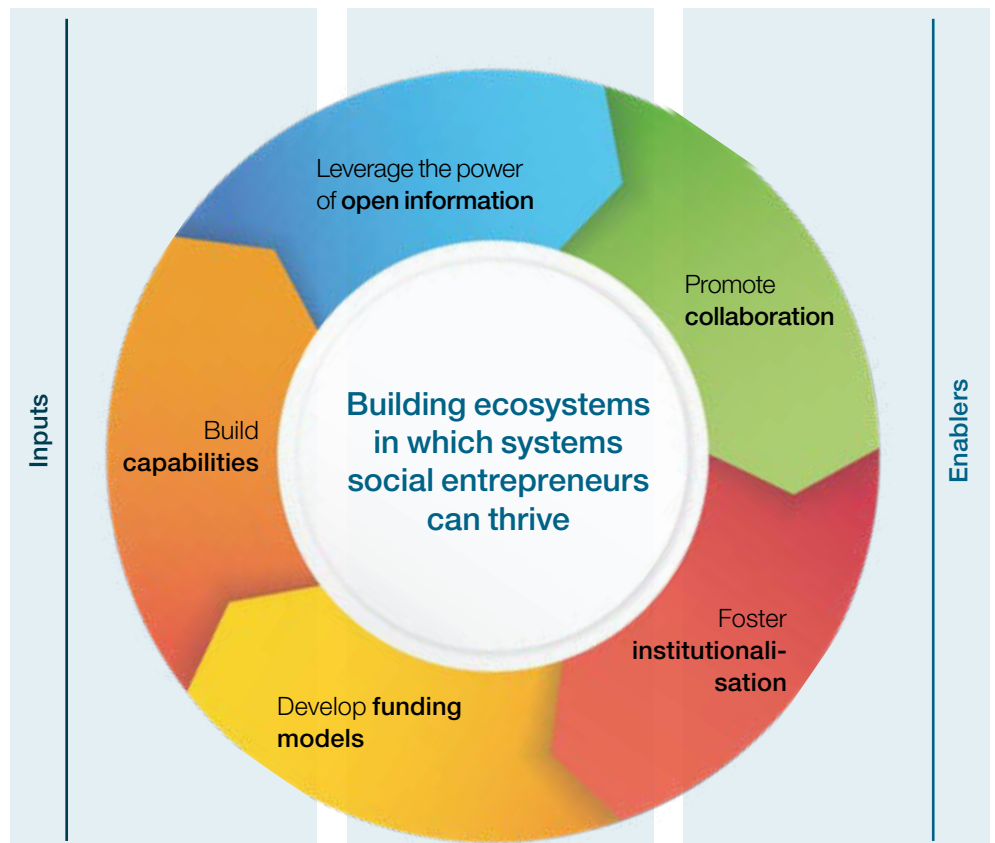 Leverage the power
of open information
Promote
collaboration
Inputs
Build
capabilities
Building ecosystems
in which systems
social entrepreneurs
can thrive
Enablers
Foster
institutionali-
sation
Develop funding
models